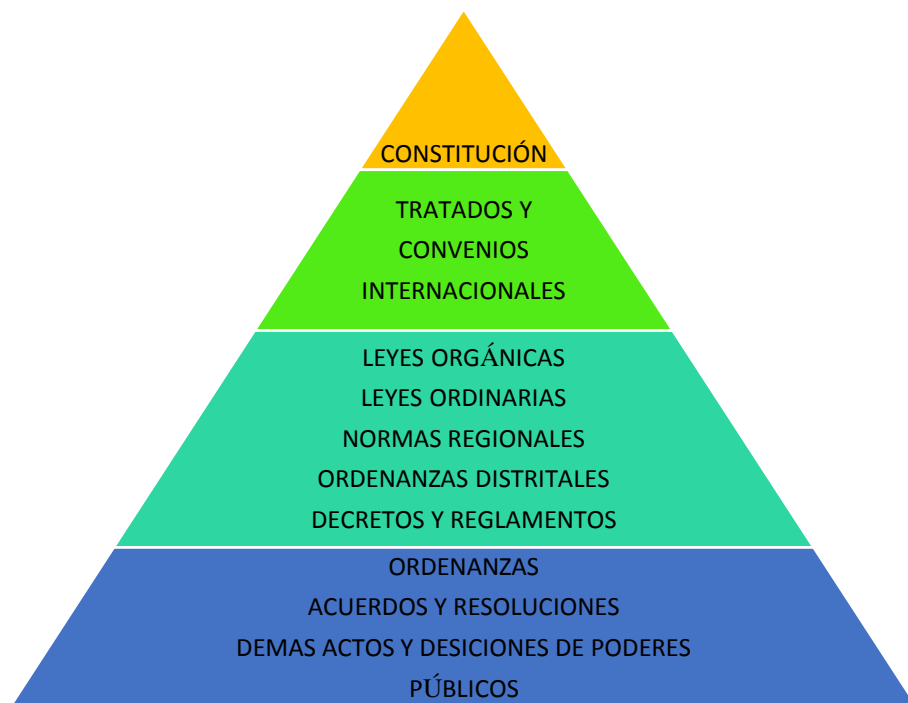 CONSTITUCIÓN
TRATADOS Y
CONVENIOS
INTERNACIONALES
LEYES ORGÁNICAS
LEYES ORDINARIAS
NORMAS REGIONALES
ORDENANZAS DISTRITALES
DECRETOS Y REGLAMENTOS
ORDENANZAS
ACUERDOS Y RESOLUCIONES
DEMAS ACTOS Y DESICIONES DE PODERES
PÚBLICOS